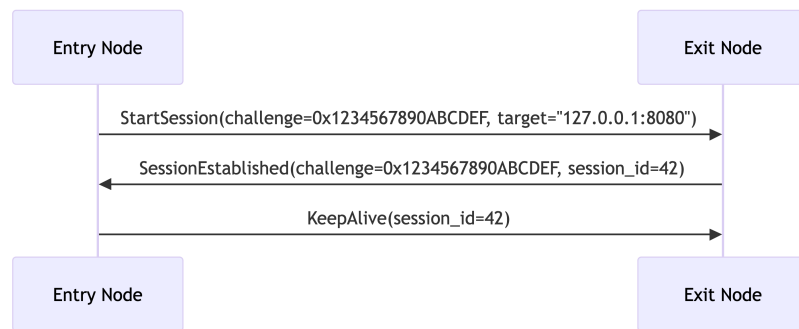 Entry Node
Exit Node
StartSession(challenge=0x1234567890ABCDEF, target="127.0.0.1:8080")
SessionEstablished(challenge=0x1234567890ABCDEF, session_id=42)
KeepAlive(session_id=42)
Entry Node
Exit Node